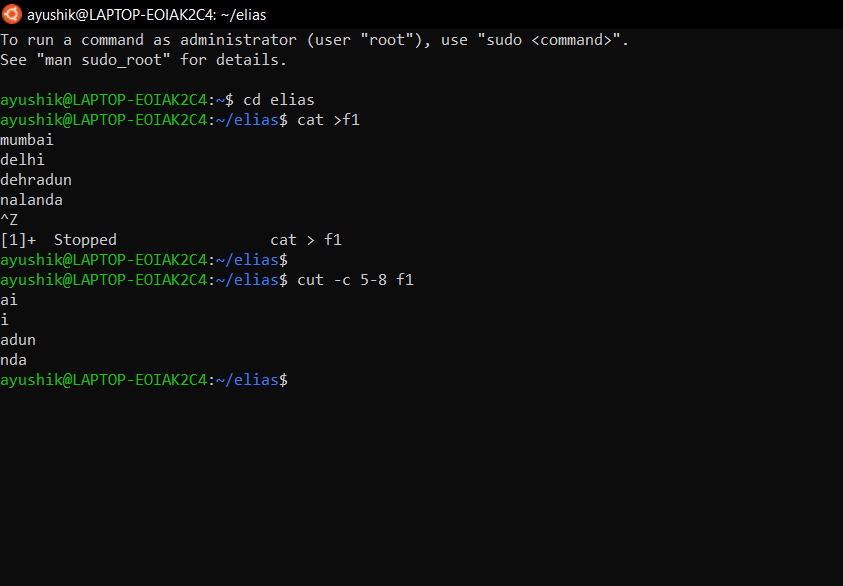 ayushik@LAPTOP-EOIAK2C4: ~/elias
To run a command as administrator (user "root"), use "sudo <command>".
See "man sudo_root" for details.
ayushik@LAPTOP-EOIAK2C4:~$ cd elias
ayushik@LAPTOP-EOIAK2C4:~/elias$ cat >f1
mumbai
delhi
dehradun
nalanda
^Z
[1]+  Stopped                 cat > f1
ayushik@LAPTOP-EOIAK2C4:~/elias$
ayushik@LAPTOP-EOIAK2C4:~/elias$ cut -c 5-8 f1
ai
i
adun
nda
ayushik@LAPTOP-EOIAK2C4:~/elias$